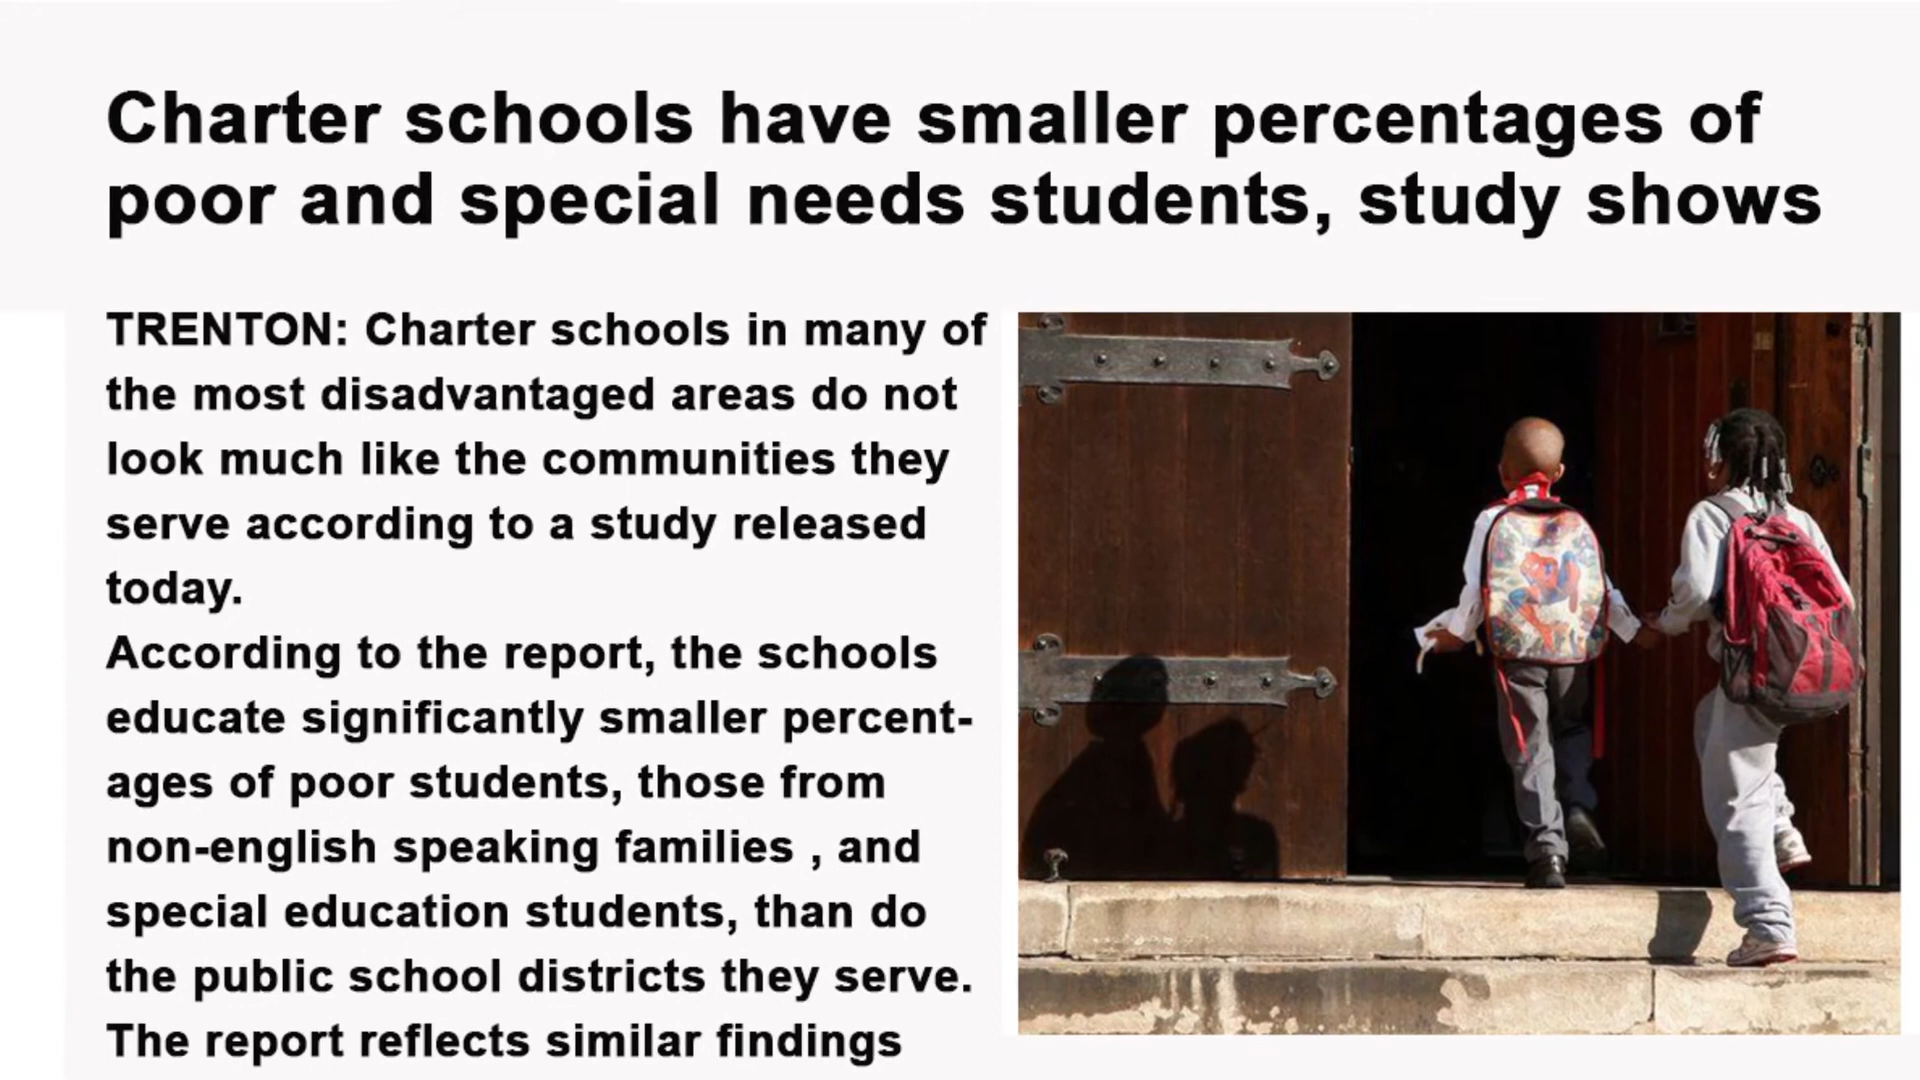 Charter schools have smaller percentages of
poor and special needs students, study shows
TRENTON: Charter schools in many of
the most disadvantaged areas do not
look much like the communities they
serve according to a study released
today.
According to the report, the schools
educate significantly smaller percent-
ages of poor students, those from
non-english speaking families , and
special education students, than do
the public school districts they serve.
The report reflects similar findings